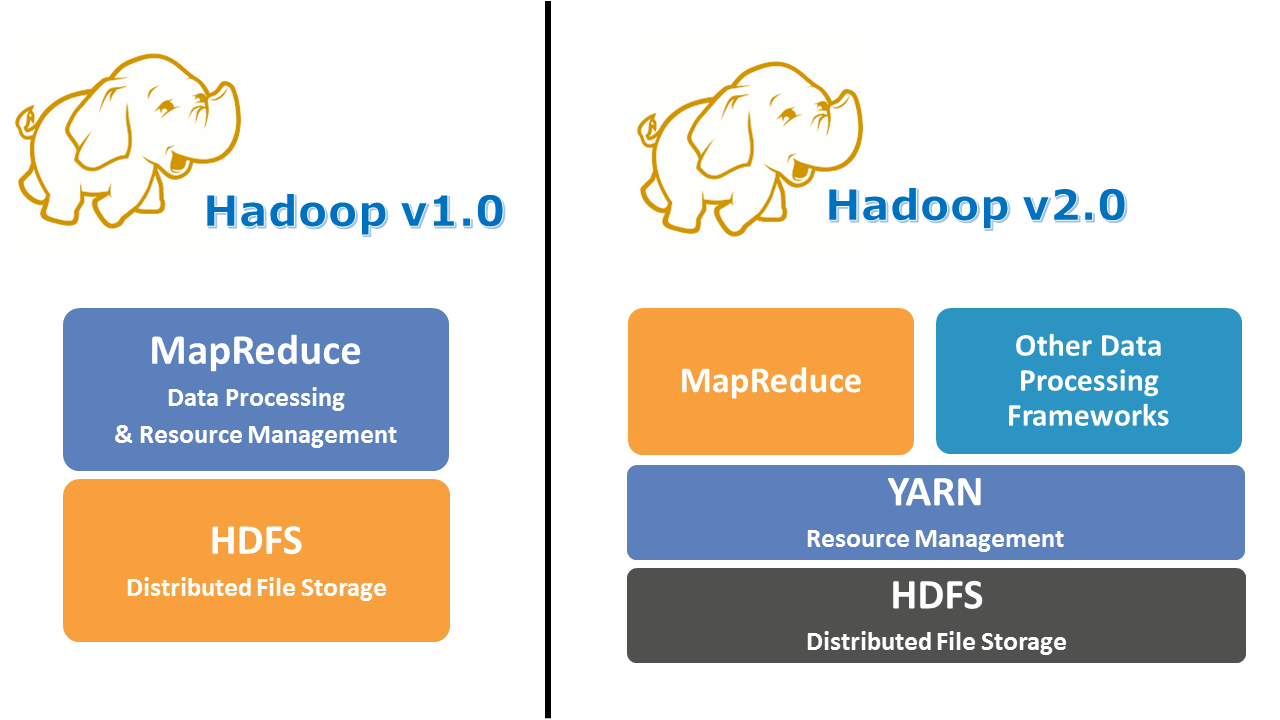 Hadoop v1.0
MapReduce
Data Processing
& Resource Management
HDFS
Distributed File Storage
Hadoop v2.0
MapReduce
Other Data
Processing
Frameworks
YARN
Resource Management
HDFS
Distributed File Storage